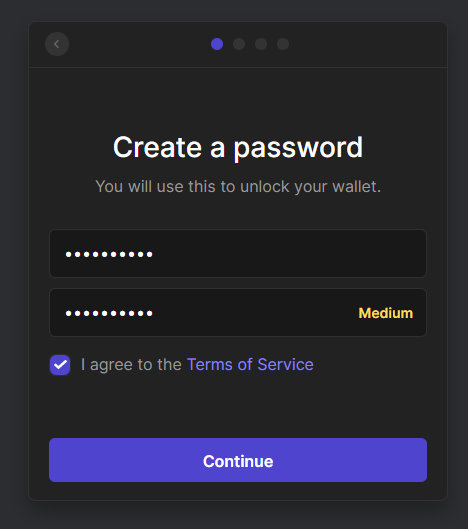 Create a password
You will use this to unlock your wallet.
••••••••••
••••••••••
Medium
I agree to the Terms of Service
Continue